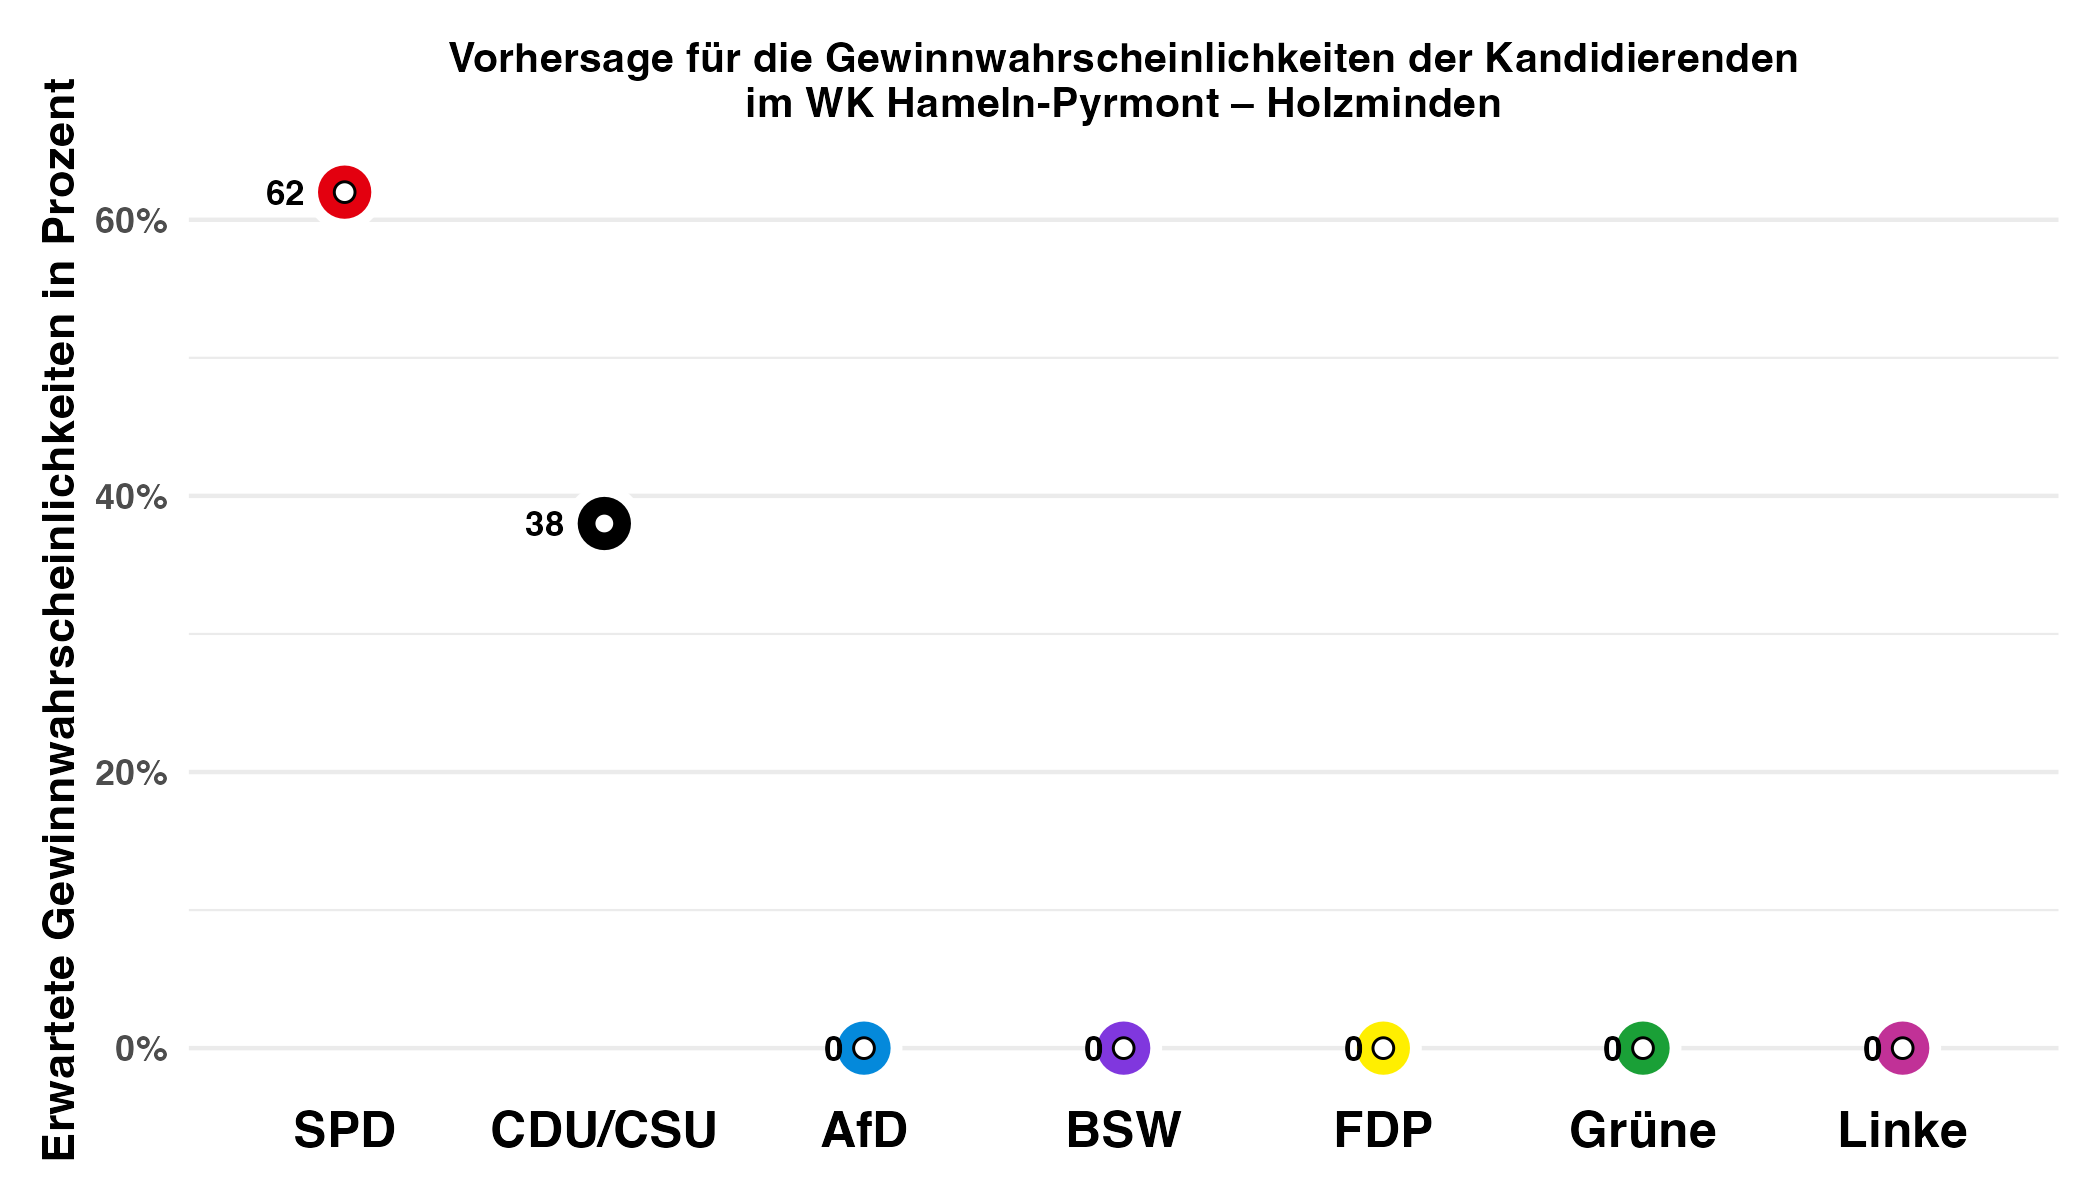 Vorhersage für die Gewinnwahrscheinlichkeiten der Kandidierenden
im WK Hameln-Pyrmont – Holzminden
Erwartete Gewinnwahrscheinlichkeiten in Prozent
60%
40%
20%
0%
62
38
0
0
0
0
0
SPD
CDU/CSU
AfD
BSW
FDP
Grüne
Linke